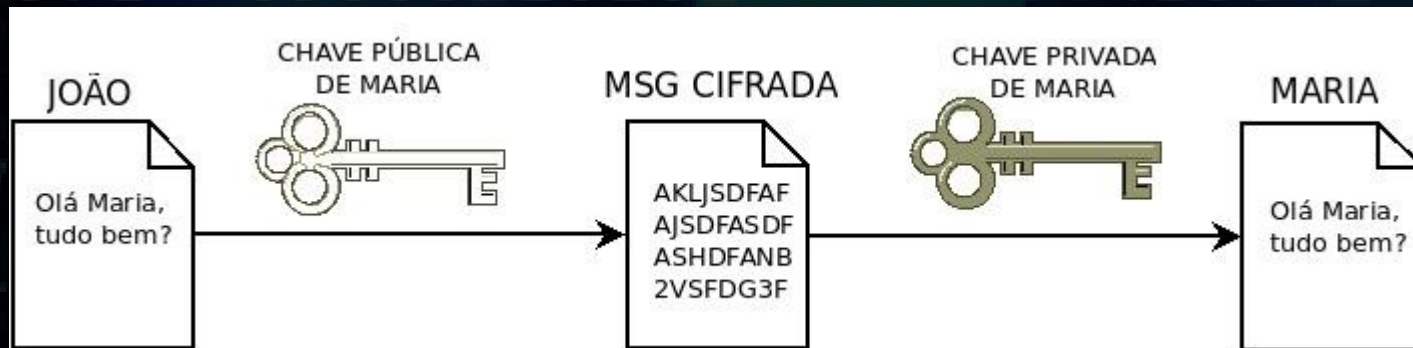 JOÃO
Olá Maria,
tudo bem?
CHAVE PÚBLICA
DE MARIA
MSG CIFRADA
AKLJSDFAF
AJSDFASDF
ASHDFANB
2VSFDG3F
CHAVE PRIVADA
DE MARIA
MARIA
Olá Maria,
tudo bem?